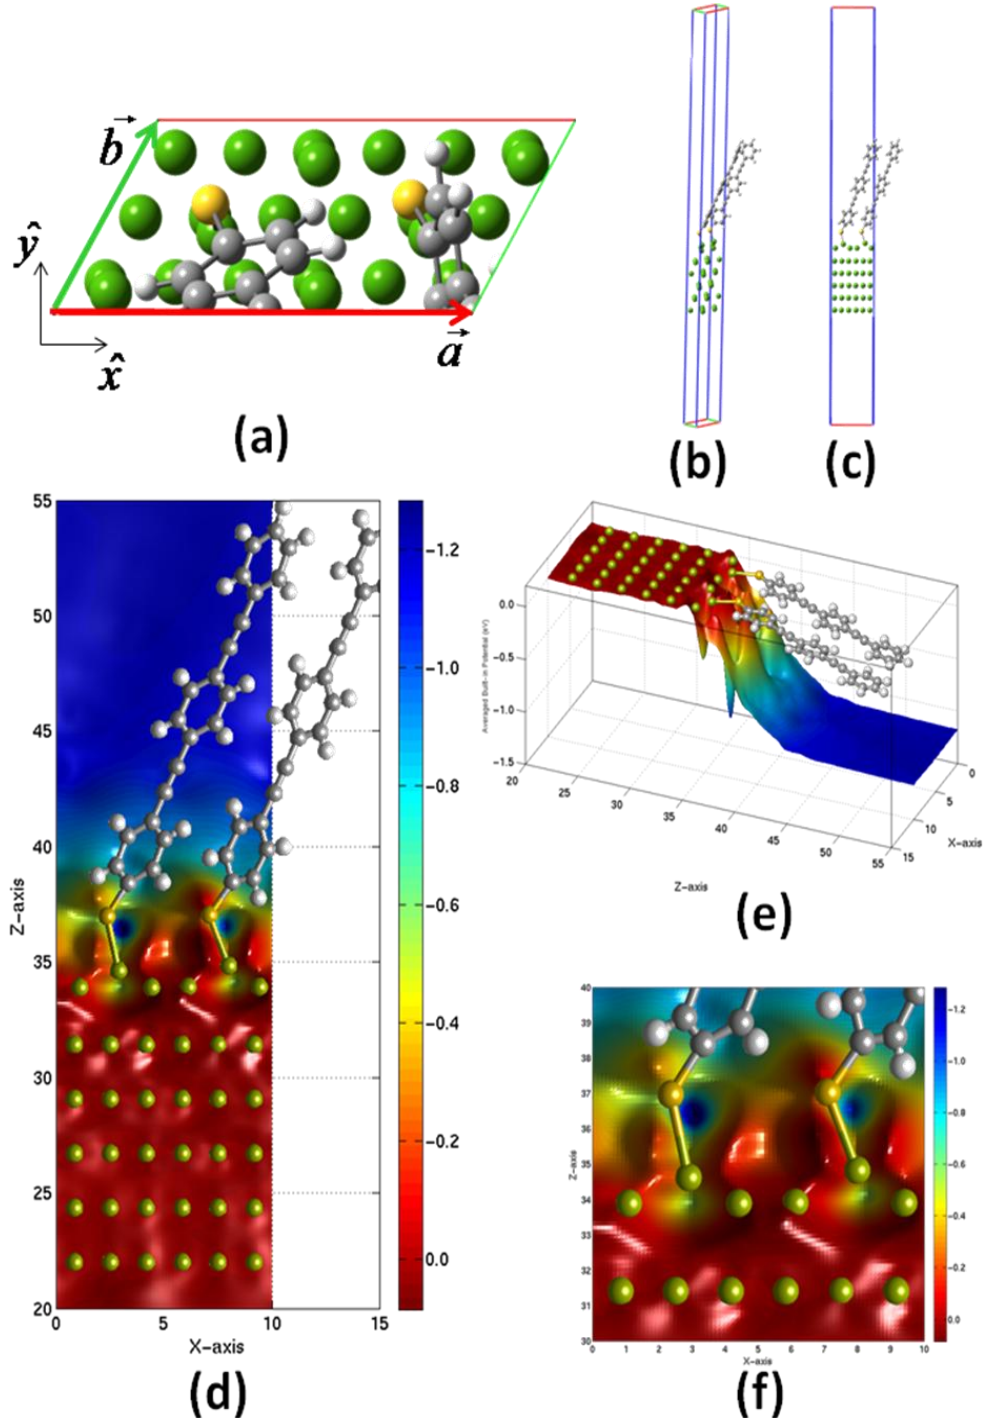 b
ŷ
x̂
a
(a)
(b)
(c)
55
50
45
40
35
30
25
20
Z-axis
0
5
10
15
X-axis
-1.2
-1.0
-0.8
-0.6
-0.4
-0.2
0.0
(d)
0.0
-0.5
-1.0
-1.5
Averaged Built-in Potential (eV)
20
25
30
35
40
45
50
55
Z-axis
0
5
10
15
X-axis
(e)
40
39
38
37
36
35
34
33
32
31
30
Z-axis
0 1 2 3 4 5 6 7 8 9 10
X-axis
-1.2
-1.0
-0.8
-0.6
-0.4
-0.2
0.0
(f)